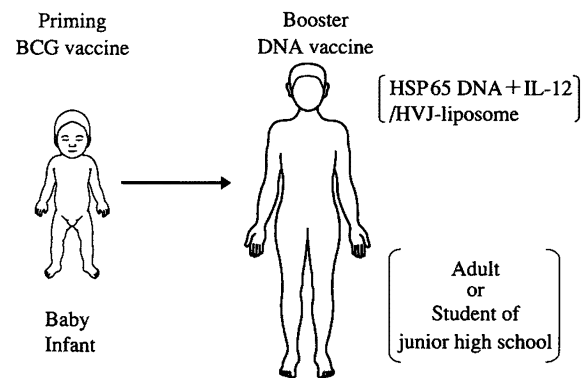 Priming
BCG vaccine
Booster
DNA vaccine
HSP65 DNA+IL-12
/HVJ-liposome
Baby
Infant
Adult
or
Student of
junior high school